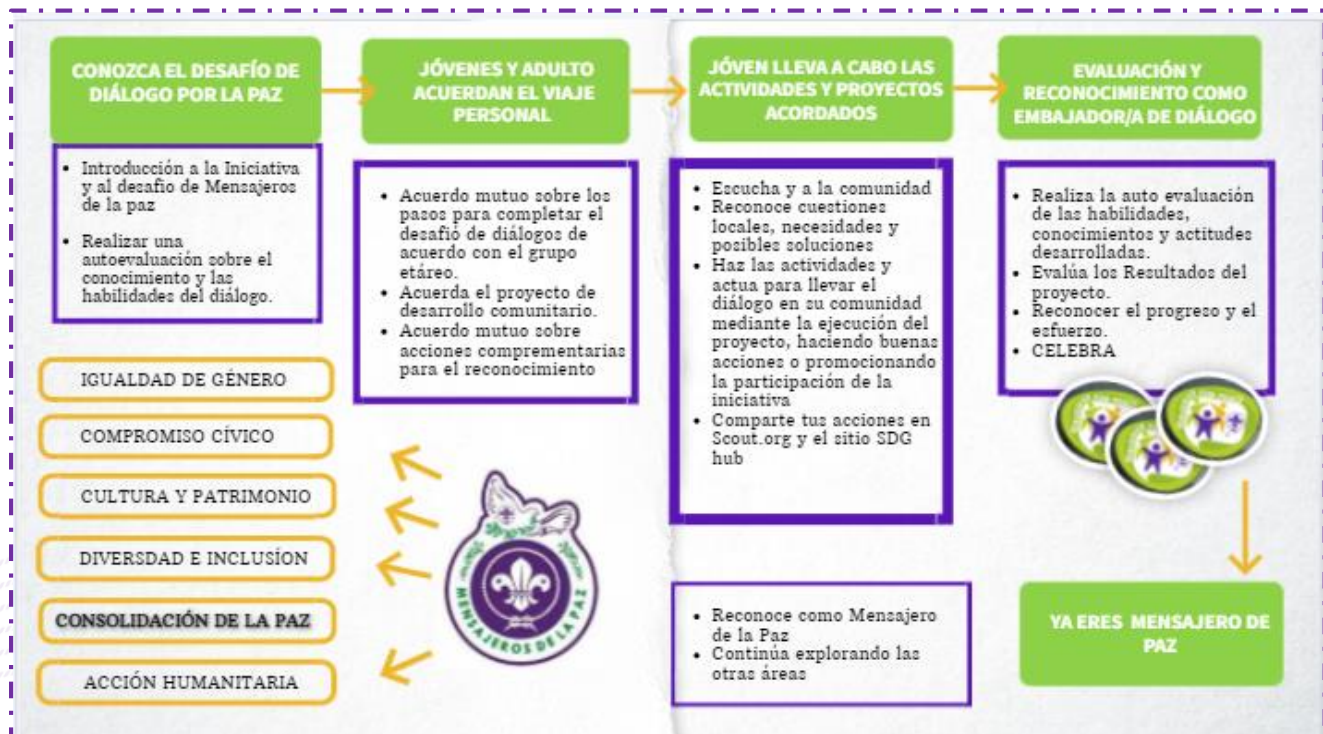 CONOZCA EL DESAFÍO DE
DIÁLOGO POR LA PAZ
JÓVENES Y ADULTO
ACUERDAN EL VIAJE
PERSONAL
JÓVEN LLEVA A CABO LAS
ACTIVIDADES Y PROYECTOS
ACORDADOS
EVALUACIÓN Y
RECONOCIMIENTO COMO
EMBAJADOR/A DE DIÁLOGO
• Introducción a la Iniciativa
y al desafio de Mensajeros
de la paz
• Realizar una
autoevaluación sobre el
conocimiento y las
habilidades del diálogo.
• Acuerdo mutuo sobre los
pasos para completar el
desafió de diálogos de
acuerdo con el grupo
etáreo.
• Acuerda el proyecto de
desarrollo comunitario.
• Acuerdo mutuo sobre
acciones comprementarias
para el reconocimiento
• Escucha y a la comunidad
• Reconoce cuestiones
locales, necesidades y
posibles soluciones
• Haz las actividades y
actua para llevar el
diálogo en su comunidad
mediante la ejecución del
proyecto, haciendo buenas
acciones o promocionando
la participación de la
iniciativa
• Comparte tus acciones en
Scout.org y el sitio SDG
hub
• Realiza la auto evaluación
de las habilidades,
conocimientos y actitudes
desarrolladas.
• Evalúa los Resultados del
proyecto.
• Reconocer el progreso y el
esfuerzo.
• CELEBRA
IGUALDAD DE GÉNERO
COMPROMISO CÍVICO
CULTURA Y PATRIMONIO
DIVERSDAD E INCLUSÍON
CONSOLIDACIÓN DE LA PAZ
ACCIÓN HUMANITARIA
MENSAJEROS DE LA PAZ
• Reconoce como Mensajero
de la Paz
• Continúa explorando las
otras áreas
YA ERES MENSAJERO DE
PAZ